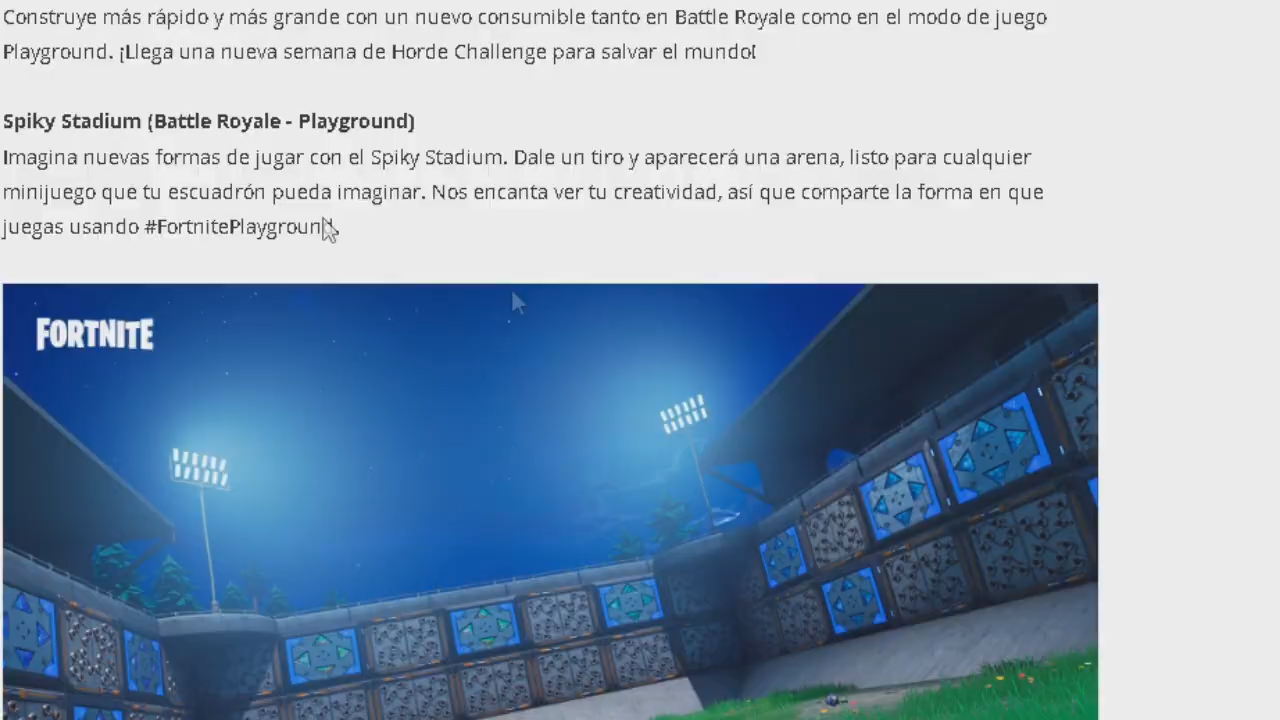 Construye más rápido y más grande con un nuevo consumible tanto en Battle Royale como en el modo de juego
Playground. ¡Llega una nueva semana de Horde Challenge para salvar el mundo!
Spiky Stadium (Battle Royale - Playground)
Imagina nuevas formas de jugar con el Spiky Stadium. Dale un tiro y aparecerá una arena, listo para cualquier
minijuego que tu escuadrón pueda imaginar. Nos encanta ver tu creatividad, así que comparte la forma en que
juegas usando #FortnitePlayground.
FORTNITE